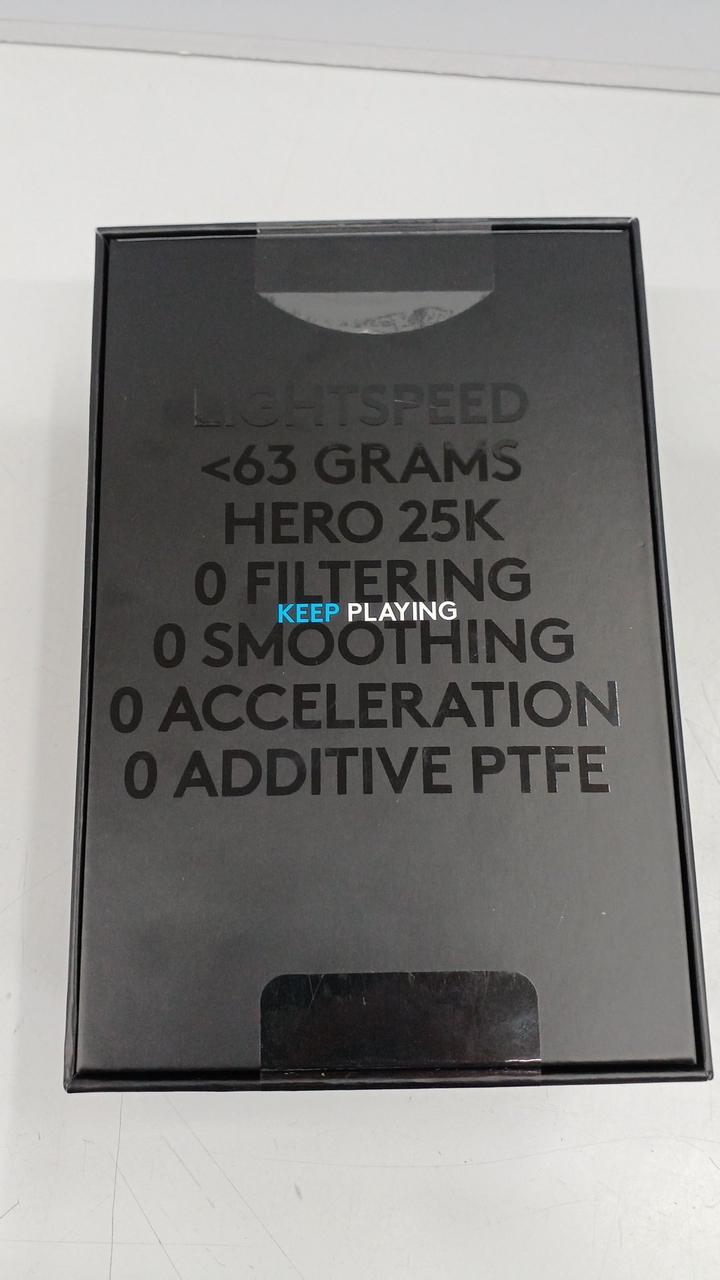 LIGHTSPEED
<63 GRAMS
HERO 25K
0 FILTERING
KEEP PLAYING
0 SMOOTHING
0 ACCELERATION
0 ADDITIVE PTFE